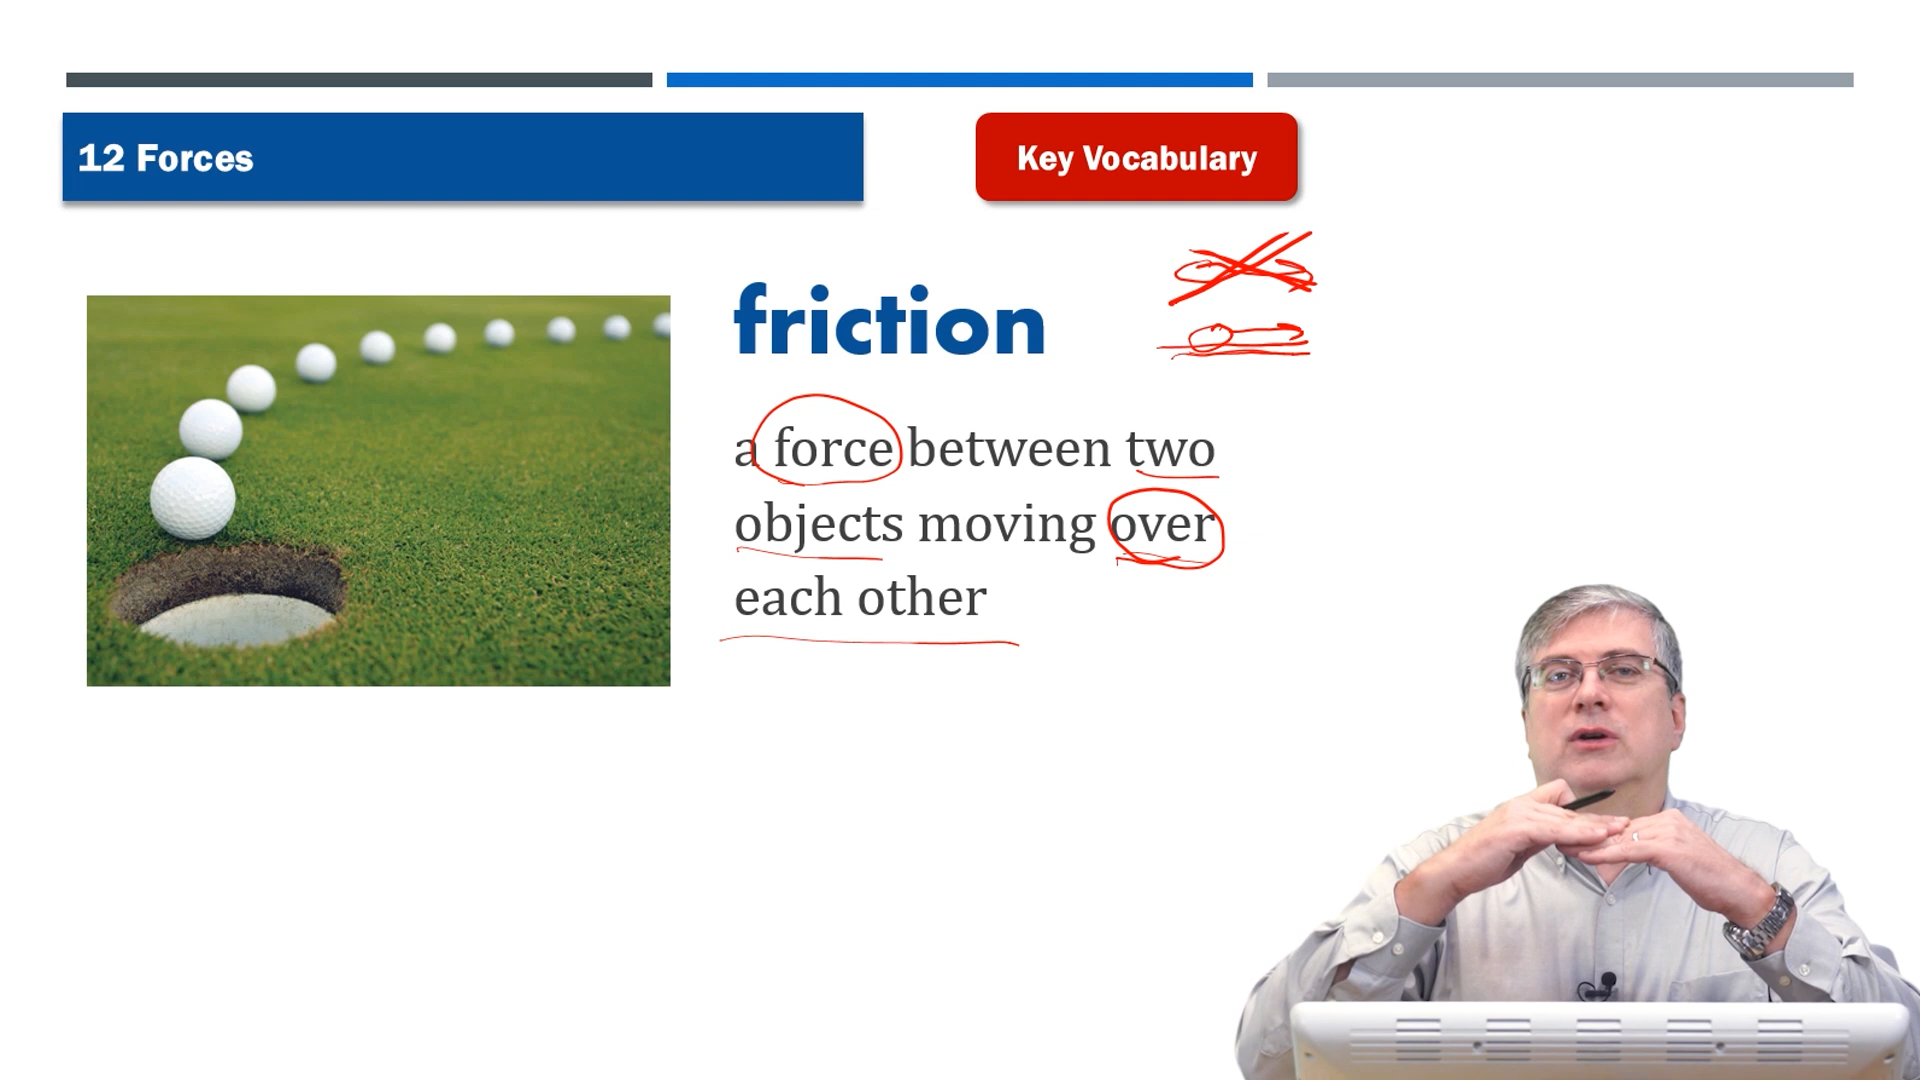 12 Forces
Key Vocabulary
friction
a force between two
objects moving over
each other